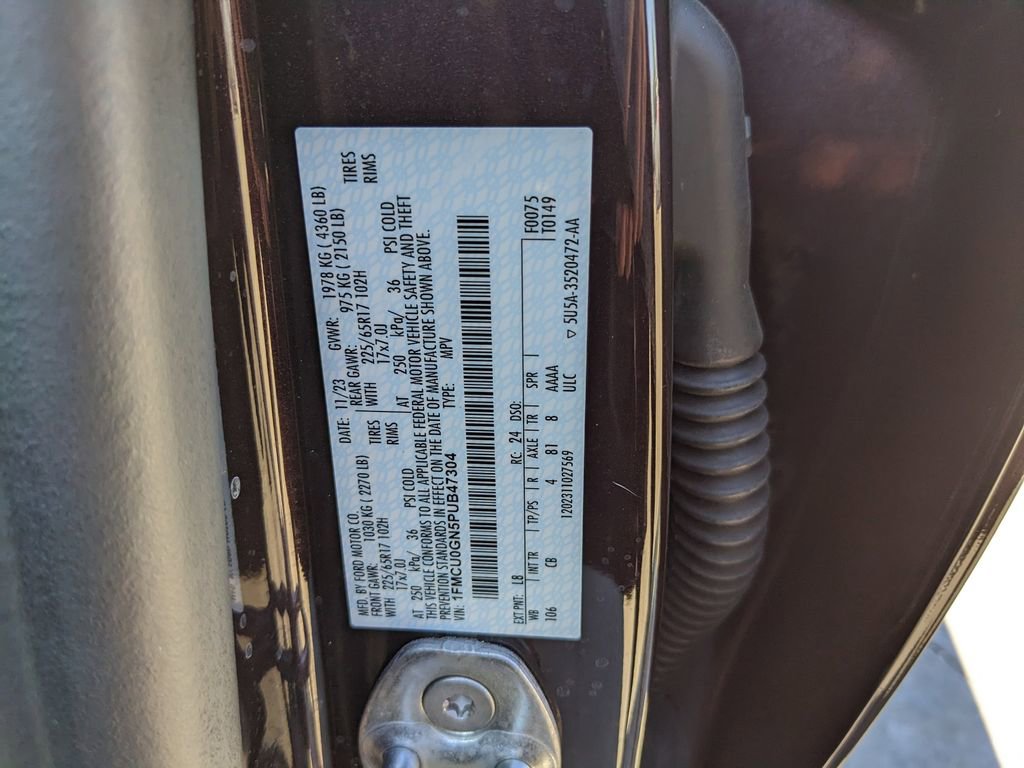 MFD. BY FORD MOTOR CO. DATE: 11/23 GVWR: 1978 KG ( 4360 LB)
FRONT GAWR: 1030 KG ( 2270 LB) REAR GAWR: 975 KG ( 2150 LB)
WITH 225/65R17 102H TIRES WITH 225/65R17 102H TIRES
17x7.0J RIMS 17x7.0J RIMS
AT 250 kPa/ 36 PSI COLD AT 250 kPa/ 36 PSI COLD
THIS VEHICLE CONFORMS TO ALL APPLICABLE FEDERAL MOTOR VEHICLE SAFETY AND THEFT
PREVENTION STANDARDS IN EFFECT ON THE DATE OF MANUFACTURE SHOWN ABOVE.
VIN: 1FMCU0GN5PUB47304 TYPE: MPV
EXT PNT: L8 RC: 24 DSO: F0075
WB INT TR TP/PS R AXLE TR SPR T0149
106 CB 4 81 8 AAAA
1202311027569 ULC ▽ 5U5A-3520472-AA